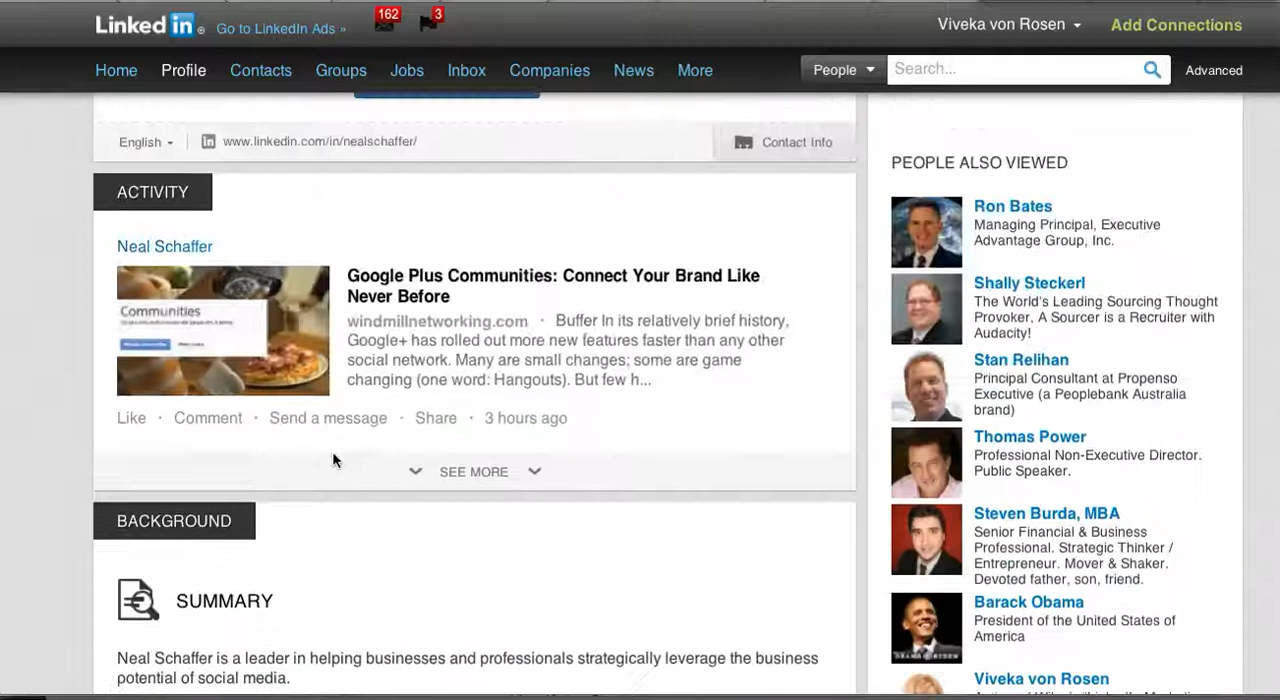 Linked in Go to LinkedIn Ads » 162 3 Viveka von Rosen Add Connections
Home Profile Contacts Groups Jobs Inbox Companies News More People Search... Advanced
English www.linkedin.com/in/nealschaffer/ Contact Info
ACTIVITY
Neal Schaffer
Communities
Google Plus Communities: Connect Your Brand Like
Never Before
windmillnetworking.com · Buffer In its relatively brief history,
Google+ has rolled out more new features faster than any other
social network. Many are small changes; some are game
changing (one word: Hangouts). But few h...
Like · Comment · Send a message · Share · 3 hours ago
SEE MORE
BACKGROUND
SUMMARY
Neal Schaffer is a leader in helping businesses and professionals strategically leverage the business
potential of social media.
PEOPLE ALSO VIEWED
Ron Bates
Managing Principal, Executive
Advantage Group, Inc.
Shally Steckerl
The World's Leading Sourcing Thought
Provoker. A Sourcer is a Recruiter with
Audacity!
Stan Relihan
Principal Consultant at Propenso
Executive (a Peoplebank Australia
brand)
Thomas Power
Professional Non-Executive Director.
Public Speaker.
Steven Burda, MBA
Senior Financial & Business
Professional. Strategic Thinker /
Entrepreneur. Mover & Shaker.
Devoted father, son, friend.
Barack Obama
President of the United States of
America
Viveka von Rosen